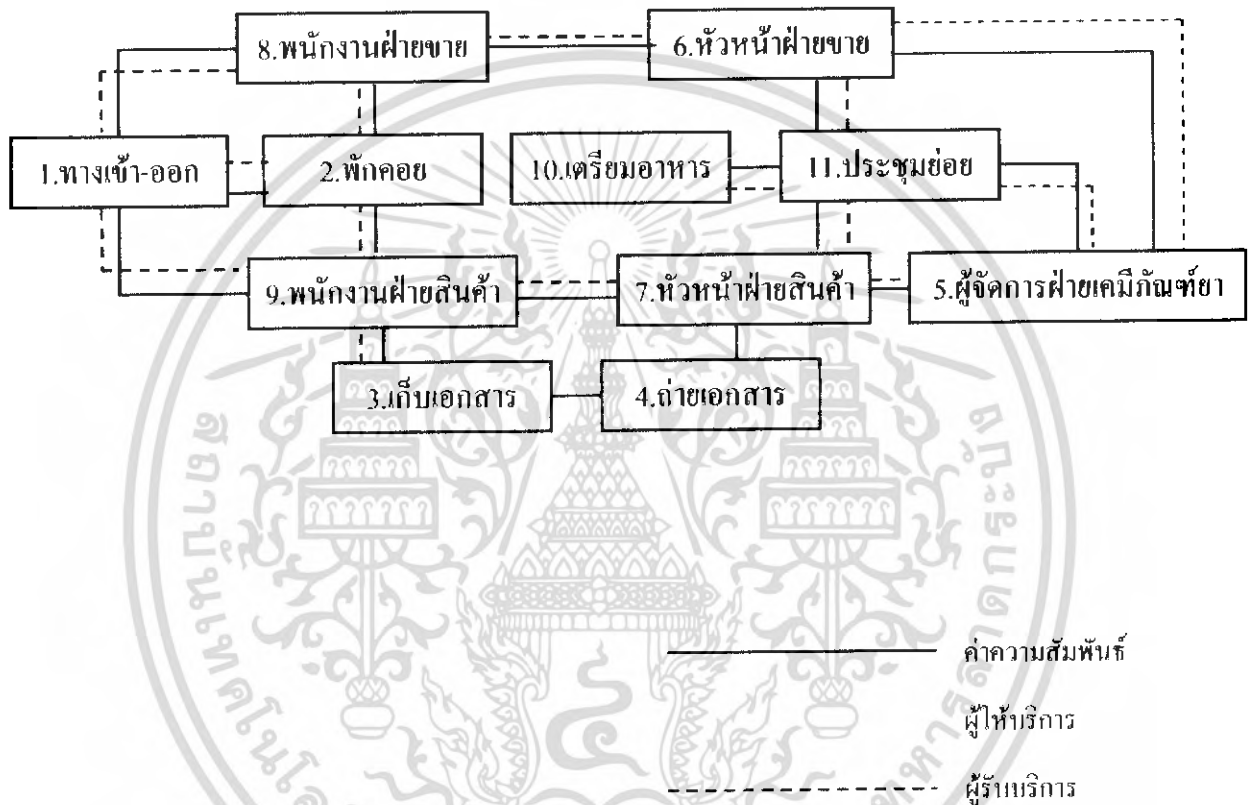 8.พนักงานฝ่ายขาย
6.หัวหน้าฝ่ายขาย
1.ทางเข้า-ออก
2.พักคอย
10.เตรียมอาหาร
11.ประชุมย่อย
9.พนักงานฝ่ายสินค้า
7.หัวหน้าฝ่ายสินค้า
5.ผู้จัดการฝ่ายเคมีภัณฑ์ยา
3.เก็บเอกสาร
4.ถ่ายเอกสาร
ค่าความสัมพันธ์
ผู้ให้บริการ
ผู้รับบริการ